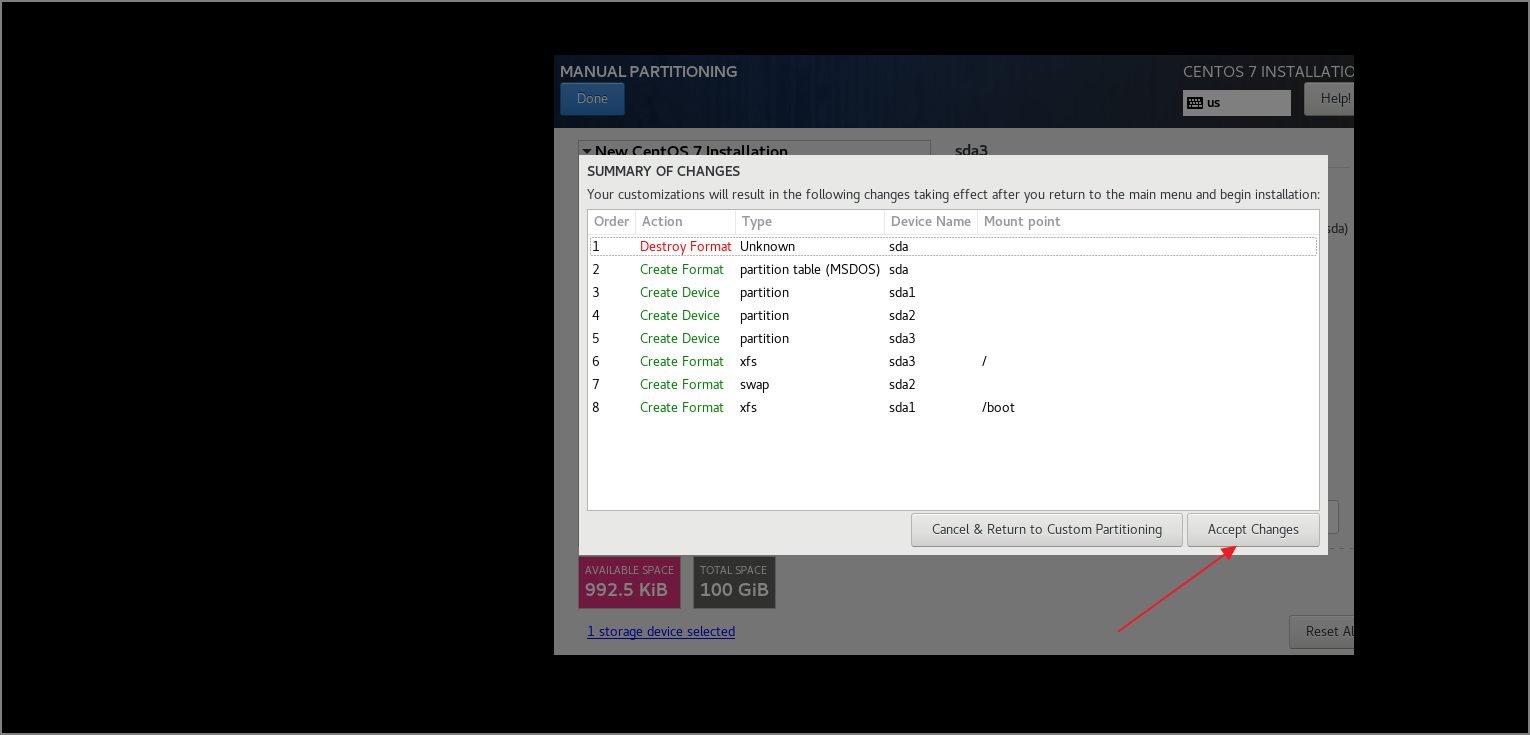 MANUAL PARTITIONING
CENTOS 7 INSTALLATIO
Done
us
Help!
New CentOS 7 Installation
sda3
SUMMARY OF CHANGES
Your customizations will result in the following changes taking effect after you return to the main menu and begin installation:
Order Action Type Device Name Mount point
1 Destroy Format Unknown sda
2 Create Format partition table (MSDOS) sda
3 Create Device partition sda1
4 Create Device partition sda2
5 Create Device partition sda3
6 Create Format xfs sda3 /
7 Create Format swap sda2
8 Create Format xfs sda1 /boot
sda)
Cancel & Return to Custom Partitioning
Accept Changes
AVAILABLE SPACE
992.5 KiB
TOTAL SPACE
100 GiB
1 storage device selected
Reset Al